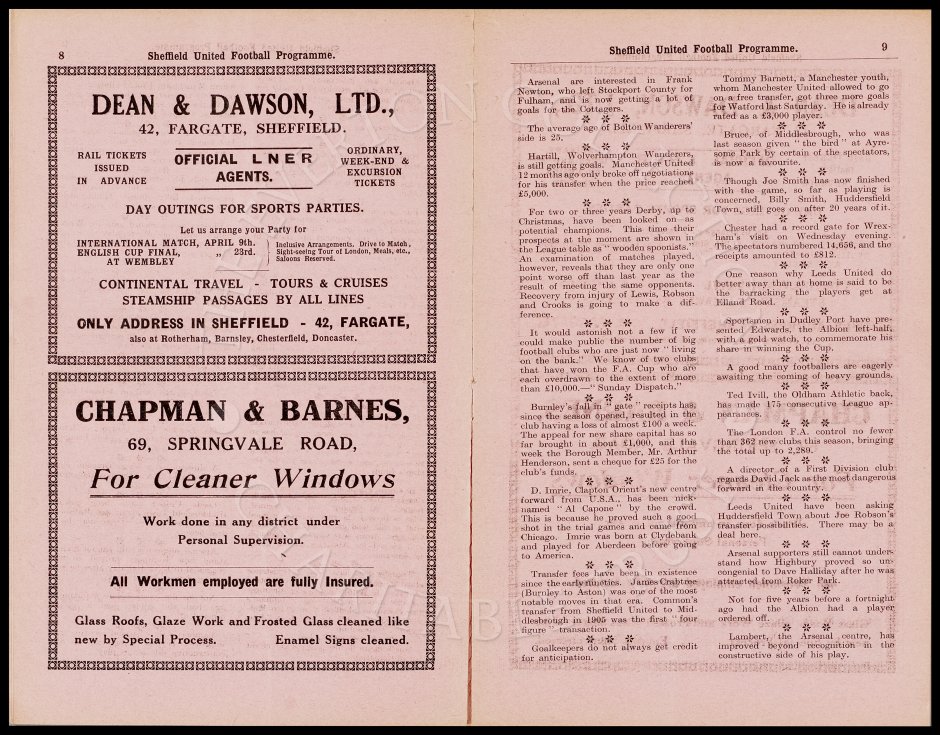 8
Sheffield United Football Programme.
DEAN & DAWSON, LTD.,
42, FARGATE, SHEFFIELD.
RAIL TICKETS
ISSUED
IN ADVANCE
OFFICIAL LNER
AGENTS.
ORDINARY,
WEEK-END &
EXCURSION
TICKETS
DAY OUTINGS FOR SPORTS PARTIES.
Let us arrange your Party for
INTERNATIONAL MATCH, APRIL 9th.
ENGLISH CUP FINAL, „ 23rd.
AT WEMBLEY
Inclusive Arrangements. Drive to Match,
Sight-seeing Tour of London, Meals, etc.,
Saloons Reserved.
CONTINENTAL TRAVEL - TOURS & CRUISES
STEAMSHIP PASSAGES BY ALL LINES
ONLY ADDRESS IN SHEFFIELD - 42, FARGATE,
also at Rotherham, Barnsley, Chesterfield, Doncaster.
CHAPMAN & BARNES,
69, SPRINGVALE ROAD,
For Cleaner Windows
Work done in any district under
Personal Supervision.
All Workmen employed are fully Insured.
Glass Roofs, Glaze Work and Frosted Glass cleaned like
new by Special Process. Enamel Signs cleaned.
Sheffield United Football Programme.
9
Arsenal are interested in Frank
Newton, who left Stockport County for
Fulham, and is now getting a lot of
goals for the Cottagers.
The average age of Bolton Wanderers'
side is 25.
Hartill, Wolverhampton Wanderers,
is still getting goals. Manchester United
12 months ago only broke off negotiations
for his transfer when the price reached
£5,000.
For two or three years Derby, up to
Christmas, have been looked on as
potential champions. This time their
prospects at the moment are shown in
the League table as "wooden spoonists."
An examination of matches played,
however, reveals that they are only one
point worse off than last year as the
result of meeting the same opponents.
Recovery from injury of Lewis, Robson
and Crooks is going to make a dif-
ference.
It would astonish not a few if we
could make public the number of big
football clubs who are just now "living
on the bank." We know of two clubs
that have won the F.A. Cup who are
each overdrawn to the extent of more
than £10,000.—"Sunday Dispatch."
Burnley's fall in "gate" receipts has,
since the season opened, resulted in the
club having a loss of almost £100 a week.
The appeal for new share capital has so
far brought in about £1,000, and this
week the Borough Member, Mr. Arthur
Henderson, sent a cheque for £25 for the
club's funds.
D. Imrie, Clapton Orient's new centre
forward from U.S.A., has been nick-
named "Al Capone" by the crowd.
This is because he proved such a good
shot in the trial games and came from
Chicago. Imrie was born at Clydebank
and played for Aberdeen before going
to America.
Transfer fees have been in existence
since the early nineties. James Crabtree
(Burnley to Aston) was one of the most
notable moves in that era. Common's
transfer from Sheffield United to Mid-
dlesbrough in 1905 was the first "four
figure" transaction.
Goalkeepers do not always get credit
for anticipation.
Tommy Barnett, a Manchester youth,
whom Manchester United allowed to go
on a free transfer, got three more goals
for Watford last Saturday. He is already
rated as a £3,000 player.
Bruce, of Middlesbrough, who was
last season given "the bird" at Ayre-
some Park by certain of the spectators,
is now a favourite.
Though Joe Smith has now finished
with the game, so far as playing is
concerned, Billy Smith, Huddersfield
Town, still goes on after 20 years of it.
Chester had a record gate for Wrex-
ham's visit on Wednesday evening.
The spectators numbered 14,656, and the
receipts amounted to £812.
One reason why Leeds United do
better away than at home is said to be
the barracking the players get at
Elland Road.
Sportsmen in Dudley Port have pre-
sented Edwards, the Albion left-half,
with a gold watch, to commemorate his
share in winning the Cup.
A good many footballers are eagerly
awaiting the coming of heavy grounds.
Ted Ivill, the Oldham Athletic back,
has made 175 consecutive League ap-
pearances.
The London F.A. control no fewer
than 362 new clubs this season, bringing
the total up to 2,289.
A director of a First Division club
regards David Jack as the most dangerous
forward in the country.
Leeds United have been asking
Huddersfield Town about Joe Robson's
transfer possibilities. There may be a
deal here.
Arsenal supporters still cannot under-
stand how Highbury proved so un-
congenial to Dave Halliday after he was
attracted from Roker Park.
Not for five years before a fortnight
ago had the Albion had a player
ordered off.
Lambert, the Arsenal centre, has
improved beyond recognition in the
constructive side of his play.